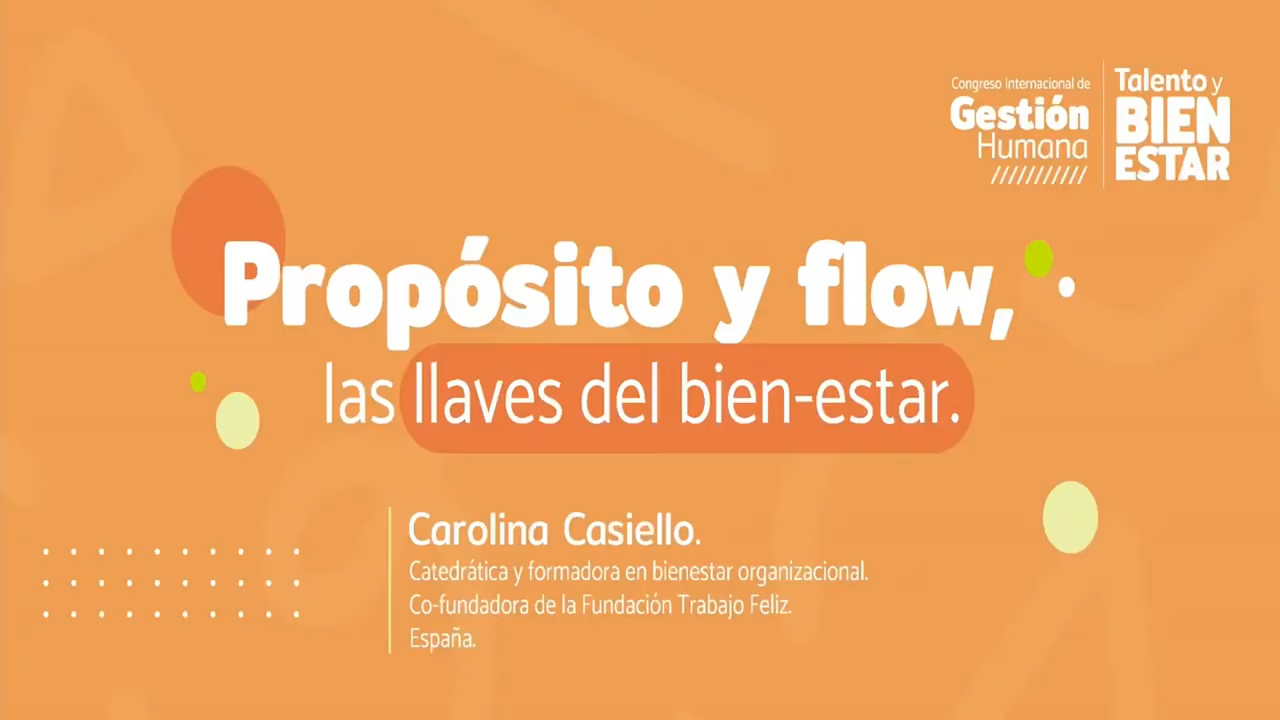 Congreso Internacional de
Gestión
Humana
Talento y
BIEN
ESTAR
Propósito y flow,
las llaves del bien-estar.
Carolina Casiello.
Catedrática y formadora en bienestar organizacional.
Co-fundadora de la Fundación Trabajo Feliz.
España.